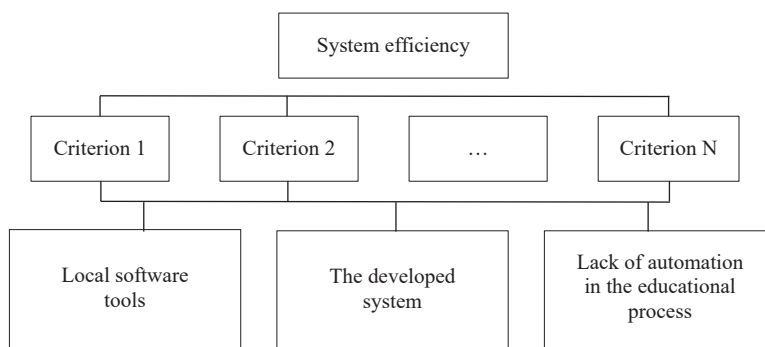 System efficiency
Criterion 1
Criterion 2
…
Criterion N
Local software
tools
The developed
system
Lack of automation
in the educational
process